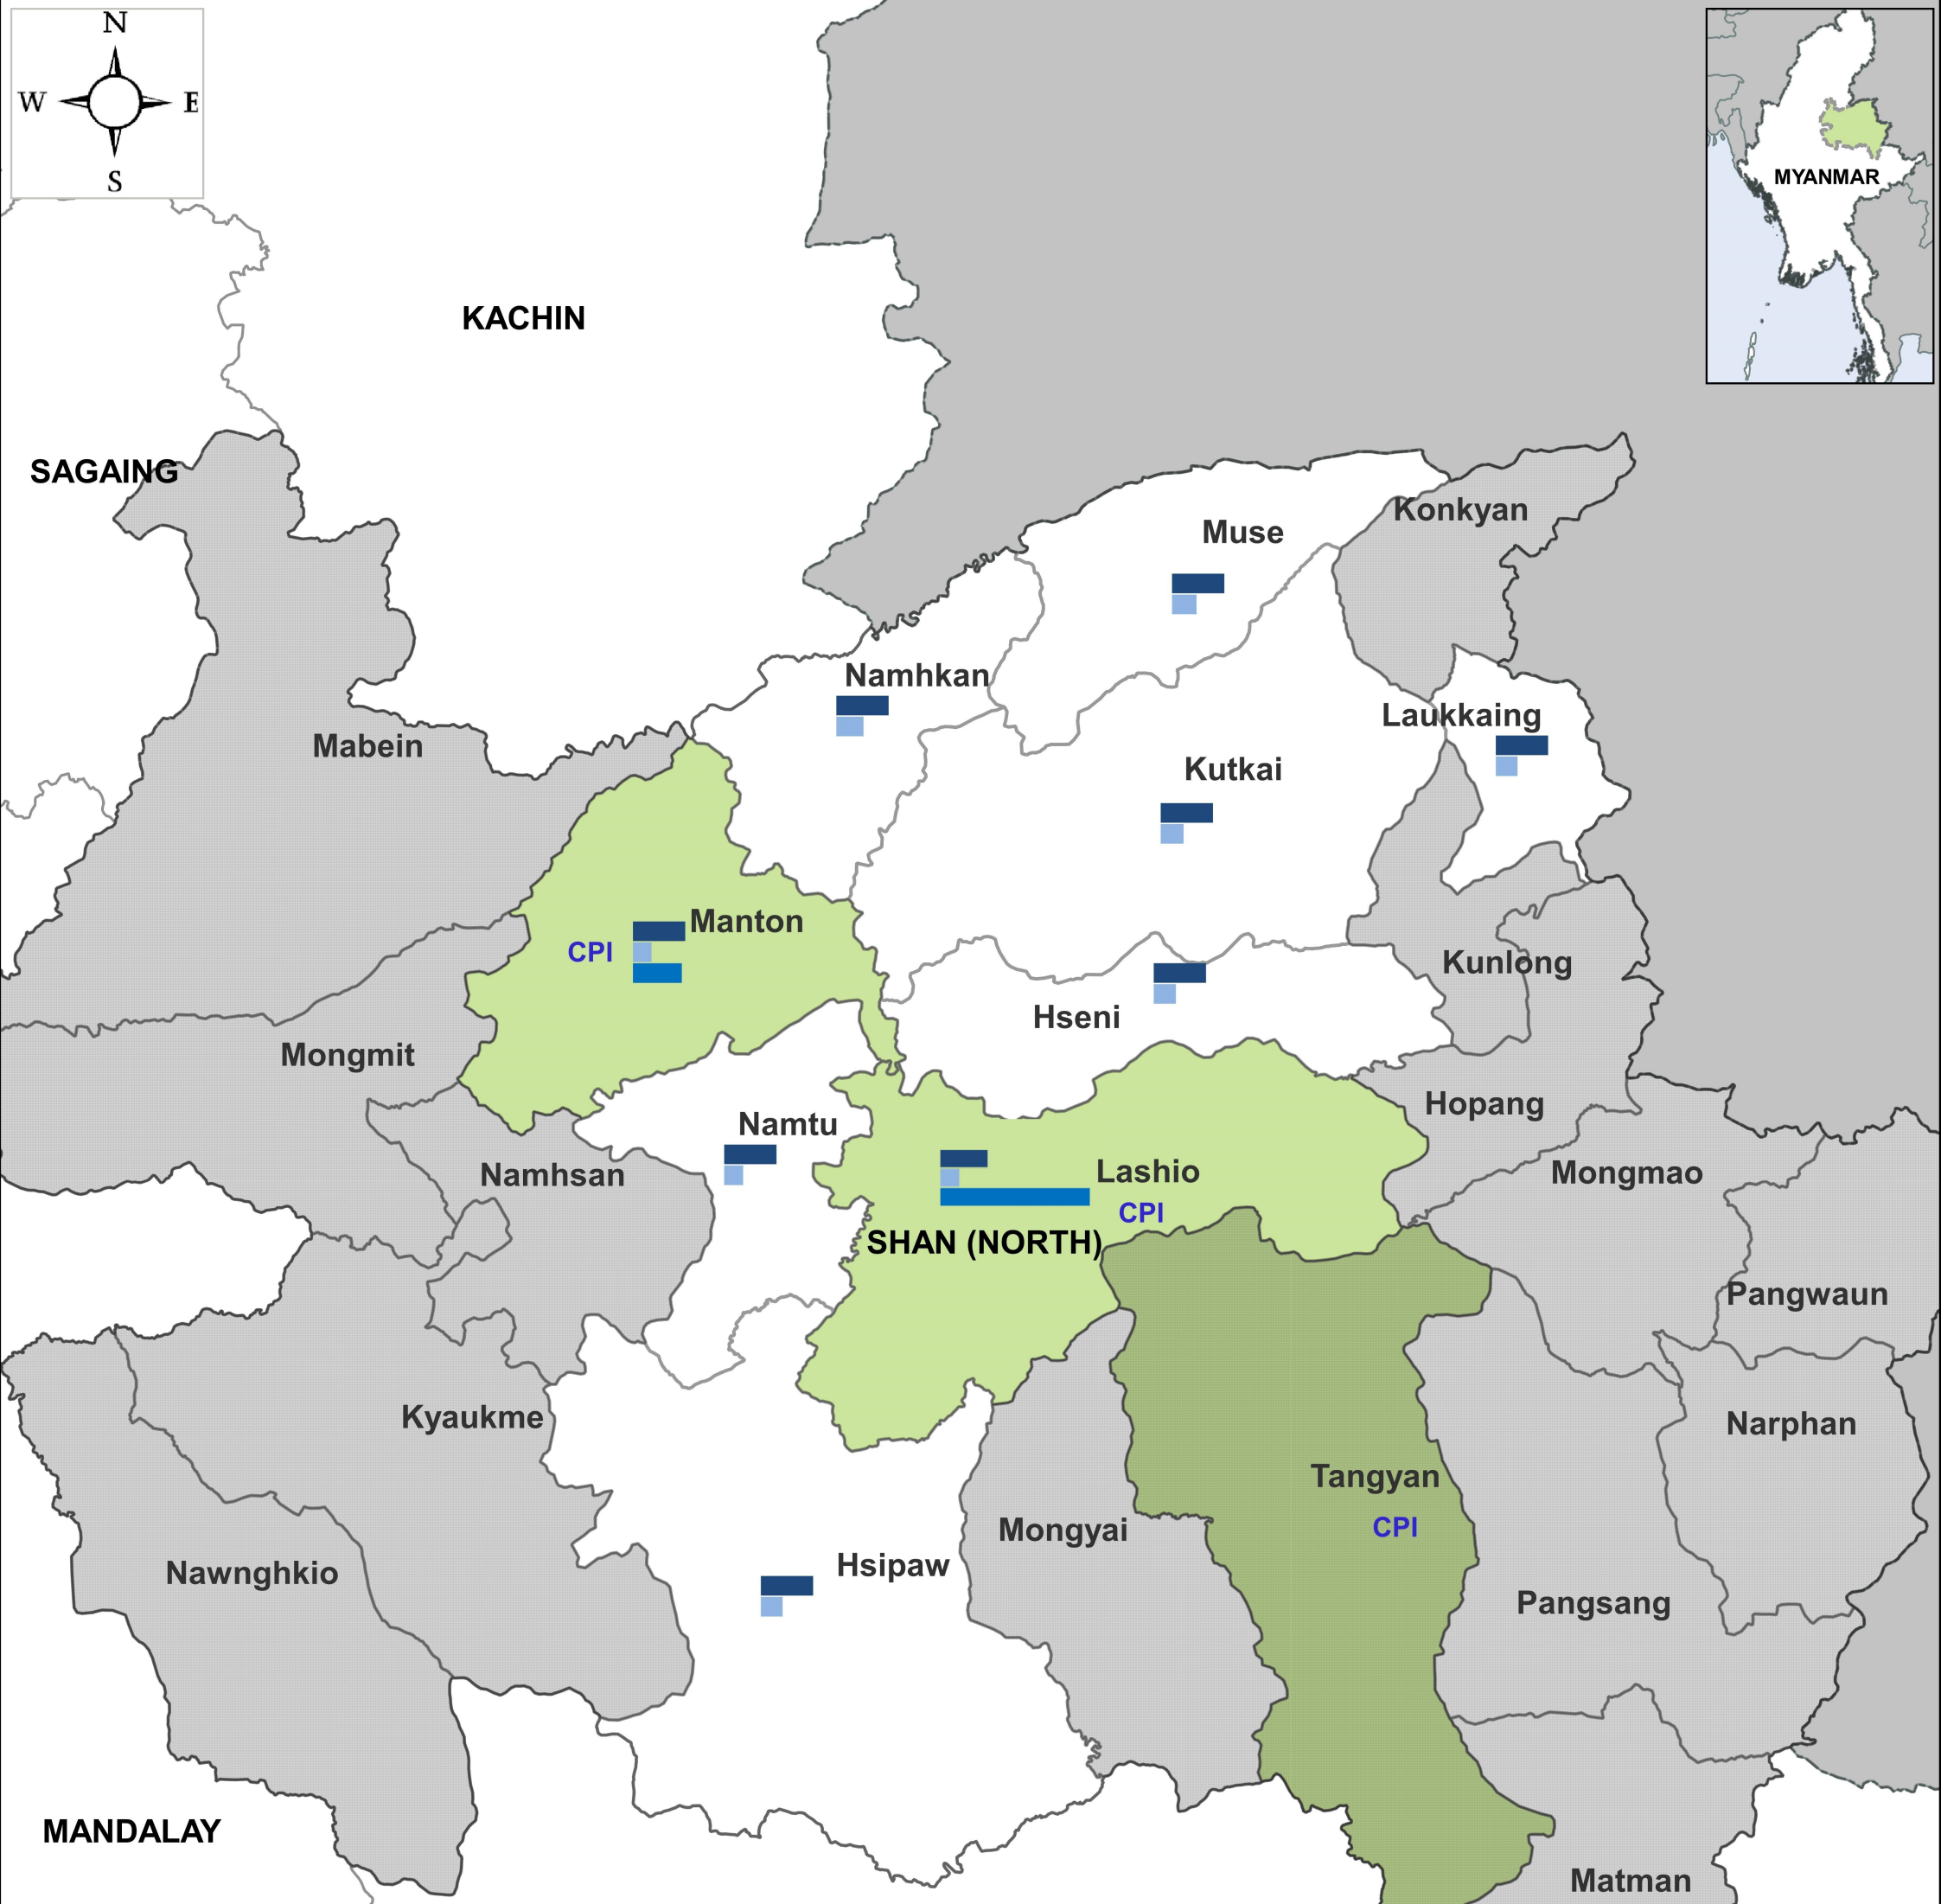 N
W
E
S
MYANMAR
KACHIN
SAGAING
Konkyan
Muse
Namhkan
Laukkaing
Mabein
Kutkai
Manton
CPI
Kunlong
Hseni
Mongmit
Hopang
Namtu
Namhsan
Lashio
Mongmao
CPI
SHAN (NORTH)
Pangwaun
Kyaukme
Narphan
Tangyan
CPI
Mongyai
Hsipaw
Nawnghkio
Pangsang
MANDALAY
Matman